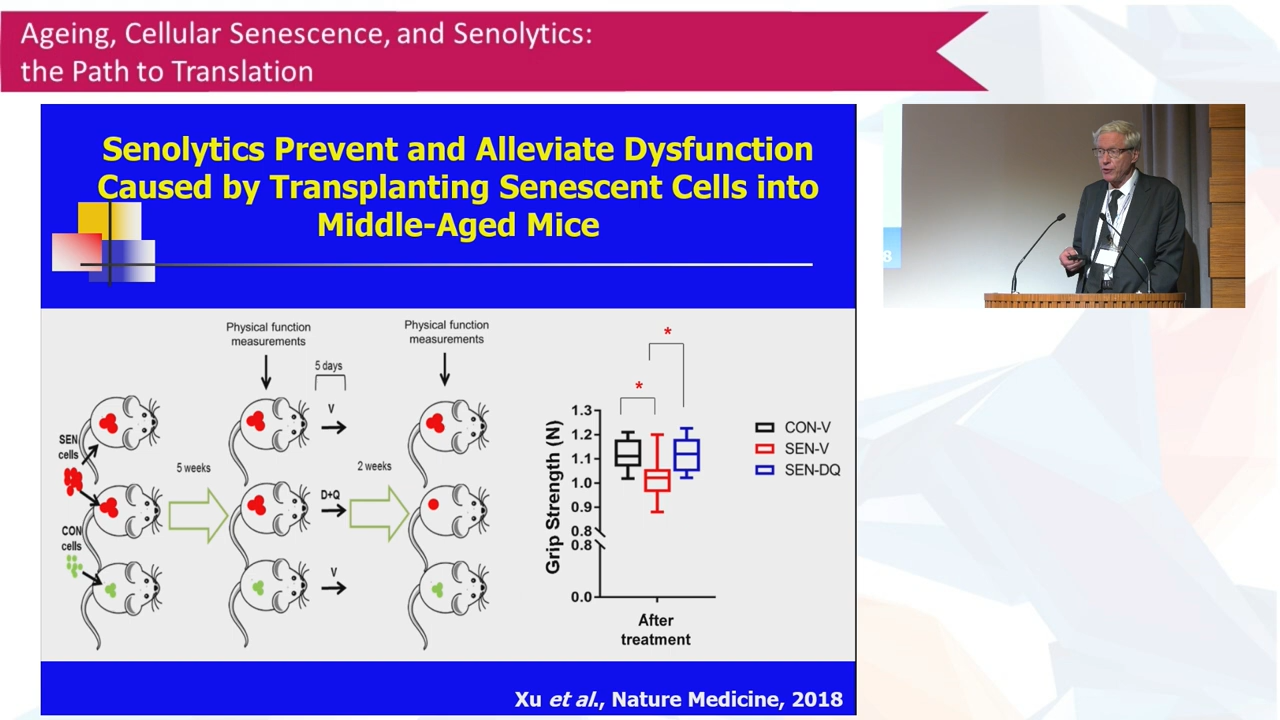 Ageing, Cellular Senescence, and Senolytics:
the Path to Translation
Senolytics Prevent and Alleviate Dysfunction
Caused by Transplanting Senescent Cells into
Middle-Aged Mice
8
Physical function
measurements
Physical function
measurements
5 days
V
SEN
cells
5 weeks
2 weeks
D+Q
CON
cells
V
*
*
Grip Strength (N)
1.3
1.2
1.1
1.0
0.9
0.8
0.8
0.0
After
treatment
CON-V
SEN-V
SEN-DQ
Xu et al., Nature Medicine, 2018